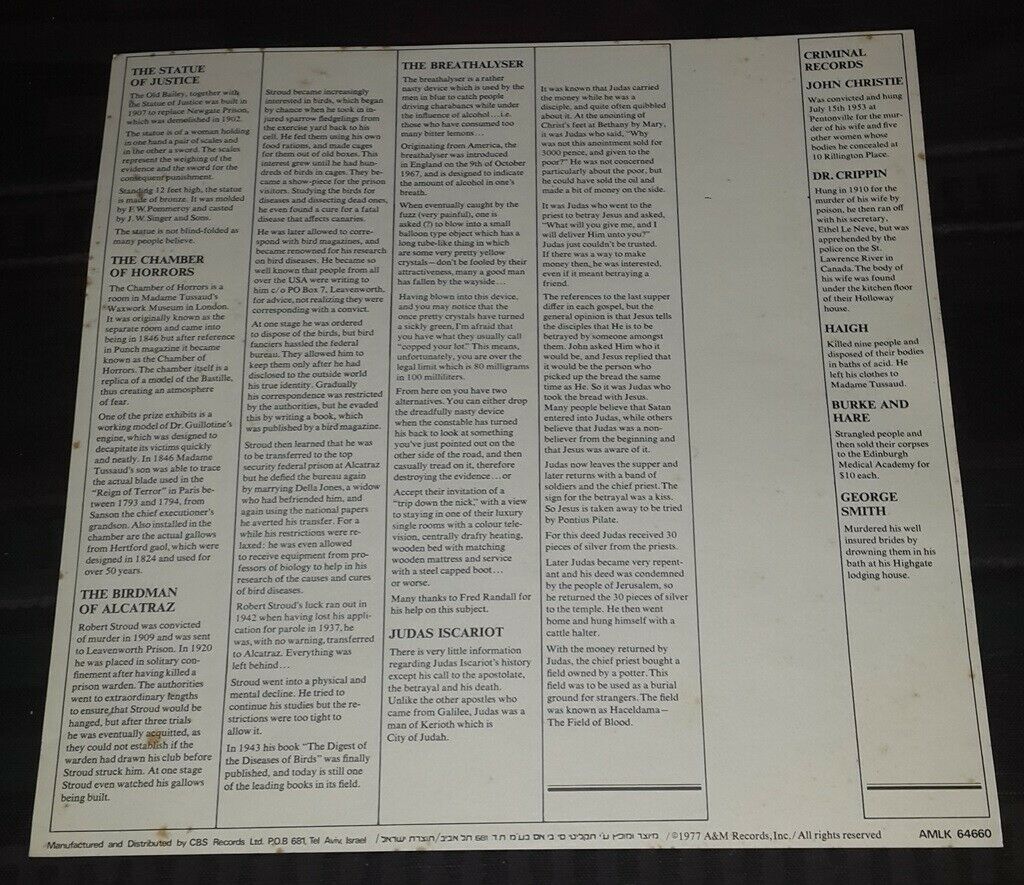 THE STATUE
OF JUSTICE
The Old Bailey, together with
the Statue of Justice was built in
1907 to replace Newgate Prison,
which was demolished in 1902.
The statue is of a woman holding
in one hand a pair of scales and
in the other a sword. The scales
represent the weighing of the
evidence and the sword for the
consequent punishment.
Standing 12 feet high, the statue
is made of bronze. It was molded
by F. W. Pommeroy and casted
by J. W. Singer and Sons.
The statue is not blind-folded as
many people believe.
THE CHAMBER
OF HORRORS
The Chamber of Horrors is a
room in Madame Tussaud's
Waxwork Museum in London.
It was originally known as the
separate room and came into
being in 1846 but after reference
in Punch magazine it became
known as the Chamber of
Horrors. The chamber itself is a
replica of a model of the Bastille,
thus creating an atmosphere
of fear.
One of the prize exhibits is a
working model of Dr. Guillotine's
engine, which was designed to
decapitate its victims quickly
and neatly. In 1846 Madame
Tussaud's son was able to trace
the actual blade used in the
"Reign of Terror" in Paris be-
tween 1793 and 1794, from
Sanson the chief executioner's
grandson. Also installed in the
chamber are the actual gallows
from Hertford gaol, which were
designed in 1824 and used for
over 50 years.
THE BIRDMAN
OF ALCATRAZ
Robert Stroud was convicted
of murder in 1909 and was sent
to Leavenworth Prison. In 1920
he was placed in solitary con-
finement after having killed a
prison warden. The authorities
went to extraordinary lengths
to ensure that Stroud would be
hanged, but after three trials
he was eventually acquitted, as
they could not establish if the
warden had drawn his club before
Stroud struck him. At one stage
Stroud even watched his gallows
being built.
Stroud became increasingly
interested in birds, which began
by chance when he took in in-
jured sparrow fledgelings from
the exercise yard back to his
cell. He fed them using his own
food rations, and made cages
for them out of old boxes. This
interest grew until he had hun-
dreds of birds in cages. They be-
came a show-piece for the prison
visitors. Studying the birds for
diseases and dissecting dead ones,
he even found a cure for a fatal
disease that affects canaries.
He was later allowed to corre-
spond with bird magazines, and
became renowned for his research
on bird diseases. He became so
well known that people from all
over the USA were writing to
him c/o PO Box 7, Leavenworth,
for advice, not realizing they were
corresponding with a convict.
At one stage he was ordered
to dispose of the birds, but bird
fanciers hassled the federal
bureau. They allowed him to
keep them only after he had
disclosed to the outside world
his true identity. Gradually
his correspondence was restricted
by the authorities, but he evaded
this by writing a book, which
was published by a bird magazine.
Stroud then learned that he was
to be transferred to the top
security federal prison at Alcatraz
but he defied the bureau again
by marrying Della Jones, a widow
who had befriended him, and
again using the national papers
he averted his transfer. For a
while his restrictions were re-
laxed: he was even allowed
to receive equipment from pro-
fessors of biology to help in his
research of the causes and cures
of bird diseases.
Robert Stroud's luck ran out in
1942 when having lost his appli-
cation for parole in 1937, he
was, with no warning, transferred
to Alcatraz. Everything was
left behind...
Stroud went into a physical and
mental decline. He tried to
continue his studies but the re-
strictions were too tight to
allow it.
In 1943 his book "The Digest of
the Diseases of Birds" was finally
published, and today is still one
of the leading books in its field.
THE BREATHALYSER
The breathalyser is a rather
nasty device which is used by the
men in blue to catch people
driving charabancs while under
the influence of alcohol...i.e.
those who have consumed too
many bitter lemons...
Originating from America, the
breathalyser was introduced
in England on the 9th of October
1967, and is designed to indicate
the amount of alcohol in one's
breath.
When eventually caught by the
fuzz (very painful), one is
asked (?) to blow into a small
balloon type object which has a
long tube-like thing in which
are some very pretty yellow
crystals—don't be fooled by their
attractiveness, many a good man
has fallen by the wayside...
Having blown into this device,
and you may notice that the
once pretty crystals have turned
a sickly green, I'm afraid that
you have what they usually call
"copped your lot." This means,
unfortunately, you are over the
legal limit which is 80 milligrams
in 100 milliliters.
From here on you have two
alternatives. You can either drop
the dreadfully nasty device
when the constable has turned
his back to look at something
you've just pointed out on the
other side of the road, and then
casually tread on it, therefore
destroying the evidence...or
Accept their invitation of a
"trip down the nick," with a view
to staying in one of their luxury
single rooms with a colour tele-
vision, centrally drafty heating,
wooden bed with matching
wooden mattress and service
with a steel capped boot...
or worse.
Many thanks to Fred Randall for
his help on this subject.
JUDAS ISCARIOT
There is very little information
regarding Judas Iscariot's history
except his call to the apostolate,
the betrayal and his death.
Unlike the other apostles who
came from Galilee, Judas was a
man of Kerioth which is
City of Judah.
It was known that Judas carried
the money while he was a
disciple, and quite often quibbled
about it. At the anointing of
Christ's feet at Bethany by Mary,
it was Judas who said, "Why
was not this anointment sold for
3000 pence, and given to the
poor?" He was not concerned
particularly about the poor, but
he could have sold the oil and
made a bit of money on the side.
It was Judas who went to the
priest to betray Jesus and asked,
"What will you give me, and I
will deliver Him unto you?"
Judas just couldn't be trusted.
If there was a way to make
money then, he was interested,
even if it meant betraying a
friend.
The references to the last supper
differ in each gospel, but the
general opinion is that Jesus tells
the disciples that He is to be
betrayed by someone amongst
them. John asked Him who it
would be, and Jesus replied that
it would be the person who
picked up the bread the same
time as He. So it was Judas who
took the bread with Jesus.
Many people believe that Satan
entered into Judas, while others
believe that Judas was a non-
believer from the beginning and
that Jesus was aware of it.
Judas now leaves the supper and
later returns with a band of
soldiers and the chief priest. The
sign for the betrayal was a kiss.
So Jesus is taken away to be tried
by Pontius Pilate.
For this deed Judas received 30
pieces of silver from the priests.
Later Judas became very repent-
ant and his deed was condemned
by the people of Jerusalem, so
he returned the 30 pieces of silver
to the temple. He then went
home and hung himself with a
cattle halter.
With the money returned by
Judas, the chief priest bought a
field owned by a potter. This
field was to be used as a burial
ground for strangers. The field
was known as Haceldama—
The Field of Blood.
CRIMINAL
RECORDS
JOHN CHRISTIE
Was convicted and hung
July 15th 1953 at
Pentonville for the mur-
der of his wife and five
other women whose
bodies he concealed at
10 Rillington Place.
DR. CRIPPIN
Hung in 1910 for the
murder of his wife by
poison, he then ran off
with his secretary,
Ethel Le Neve, but was
apprehended by the
police on the St.
Lawrence River in
Canada. The body of
his wife was found
under the kitchen floor
of their Holloway
house.
HAIGH
Killed nine people and
disposed of their bodies
in baths of acid. He
left his clothes to
Madame Tussaud.
BURKE AND
HARE
Strangled people and
then sold their corpses
to the Edinburgh
Medical Academy for
$10 each.
GEORGE
SMITH
Murdered his well
insured brides by
drowning them in his
bath at his Highgate
lodging house.
Manufactured and Distributed by CBS Records Ltd. P.O.B 681, Tel Aviv, Israel / מיוצר ומופץ ע"י תקליטי סי בי אס בע"מ ת.ד 681 תל אביב / תוצרת ישראל / ©1977 A&M Records, Inc. / All rights reserved AMLK 64660